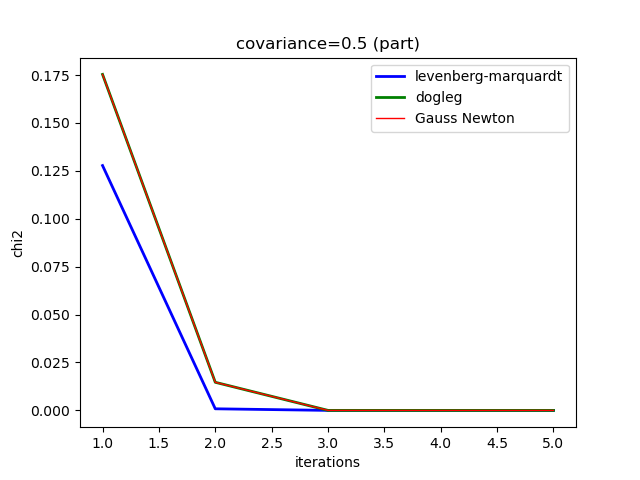 covariance=0.5 (part)
levenberg-marquardt
dogleg
Gauss Newton
chi2
0.175
0.150
0.125
0.100
0.075
0.050
0.025
0.000
1.0 1.5 2.0 2.5 3.0 3.5 4.0 4.5 5.0
iterations